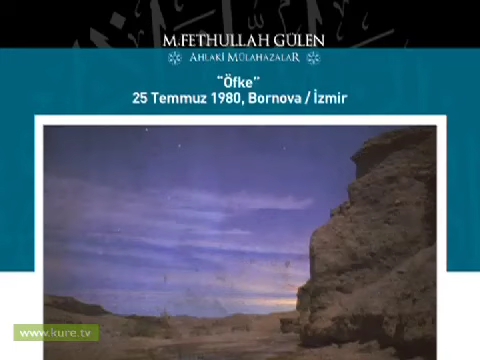 M.FETHULLAH GÜLEN
AHLAKİ MÜLAHAZALAR
“Öfke”
25 Temmuz 1980, Bornova / İzmir
www.kure.tv